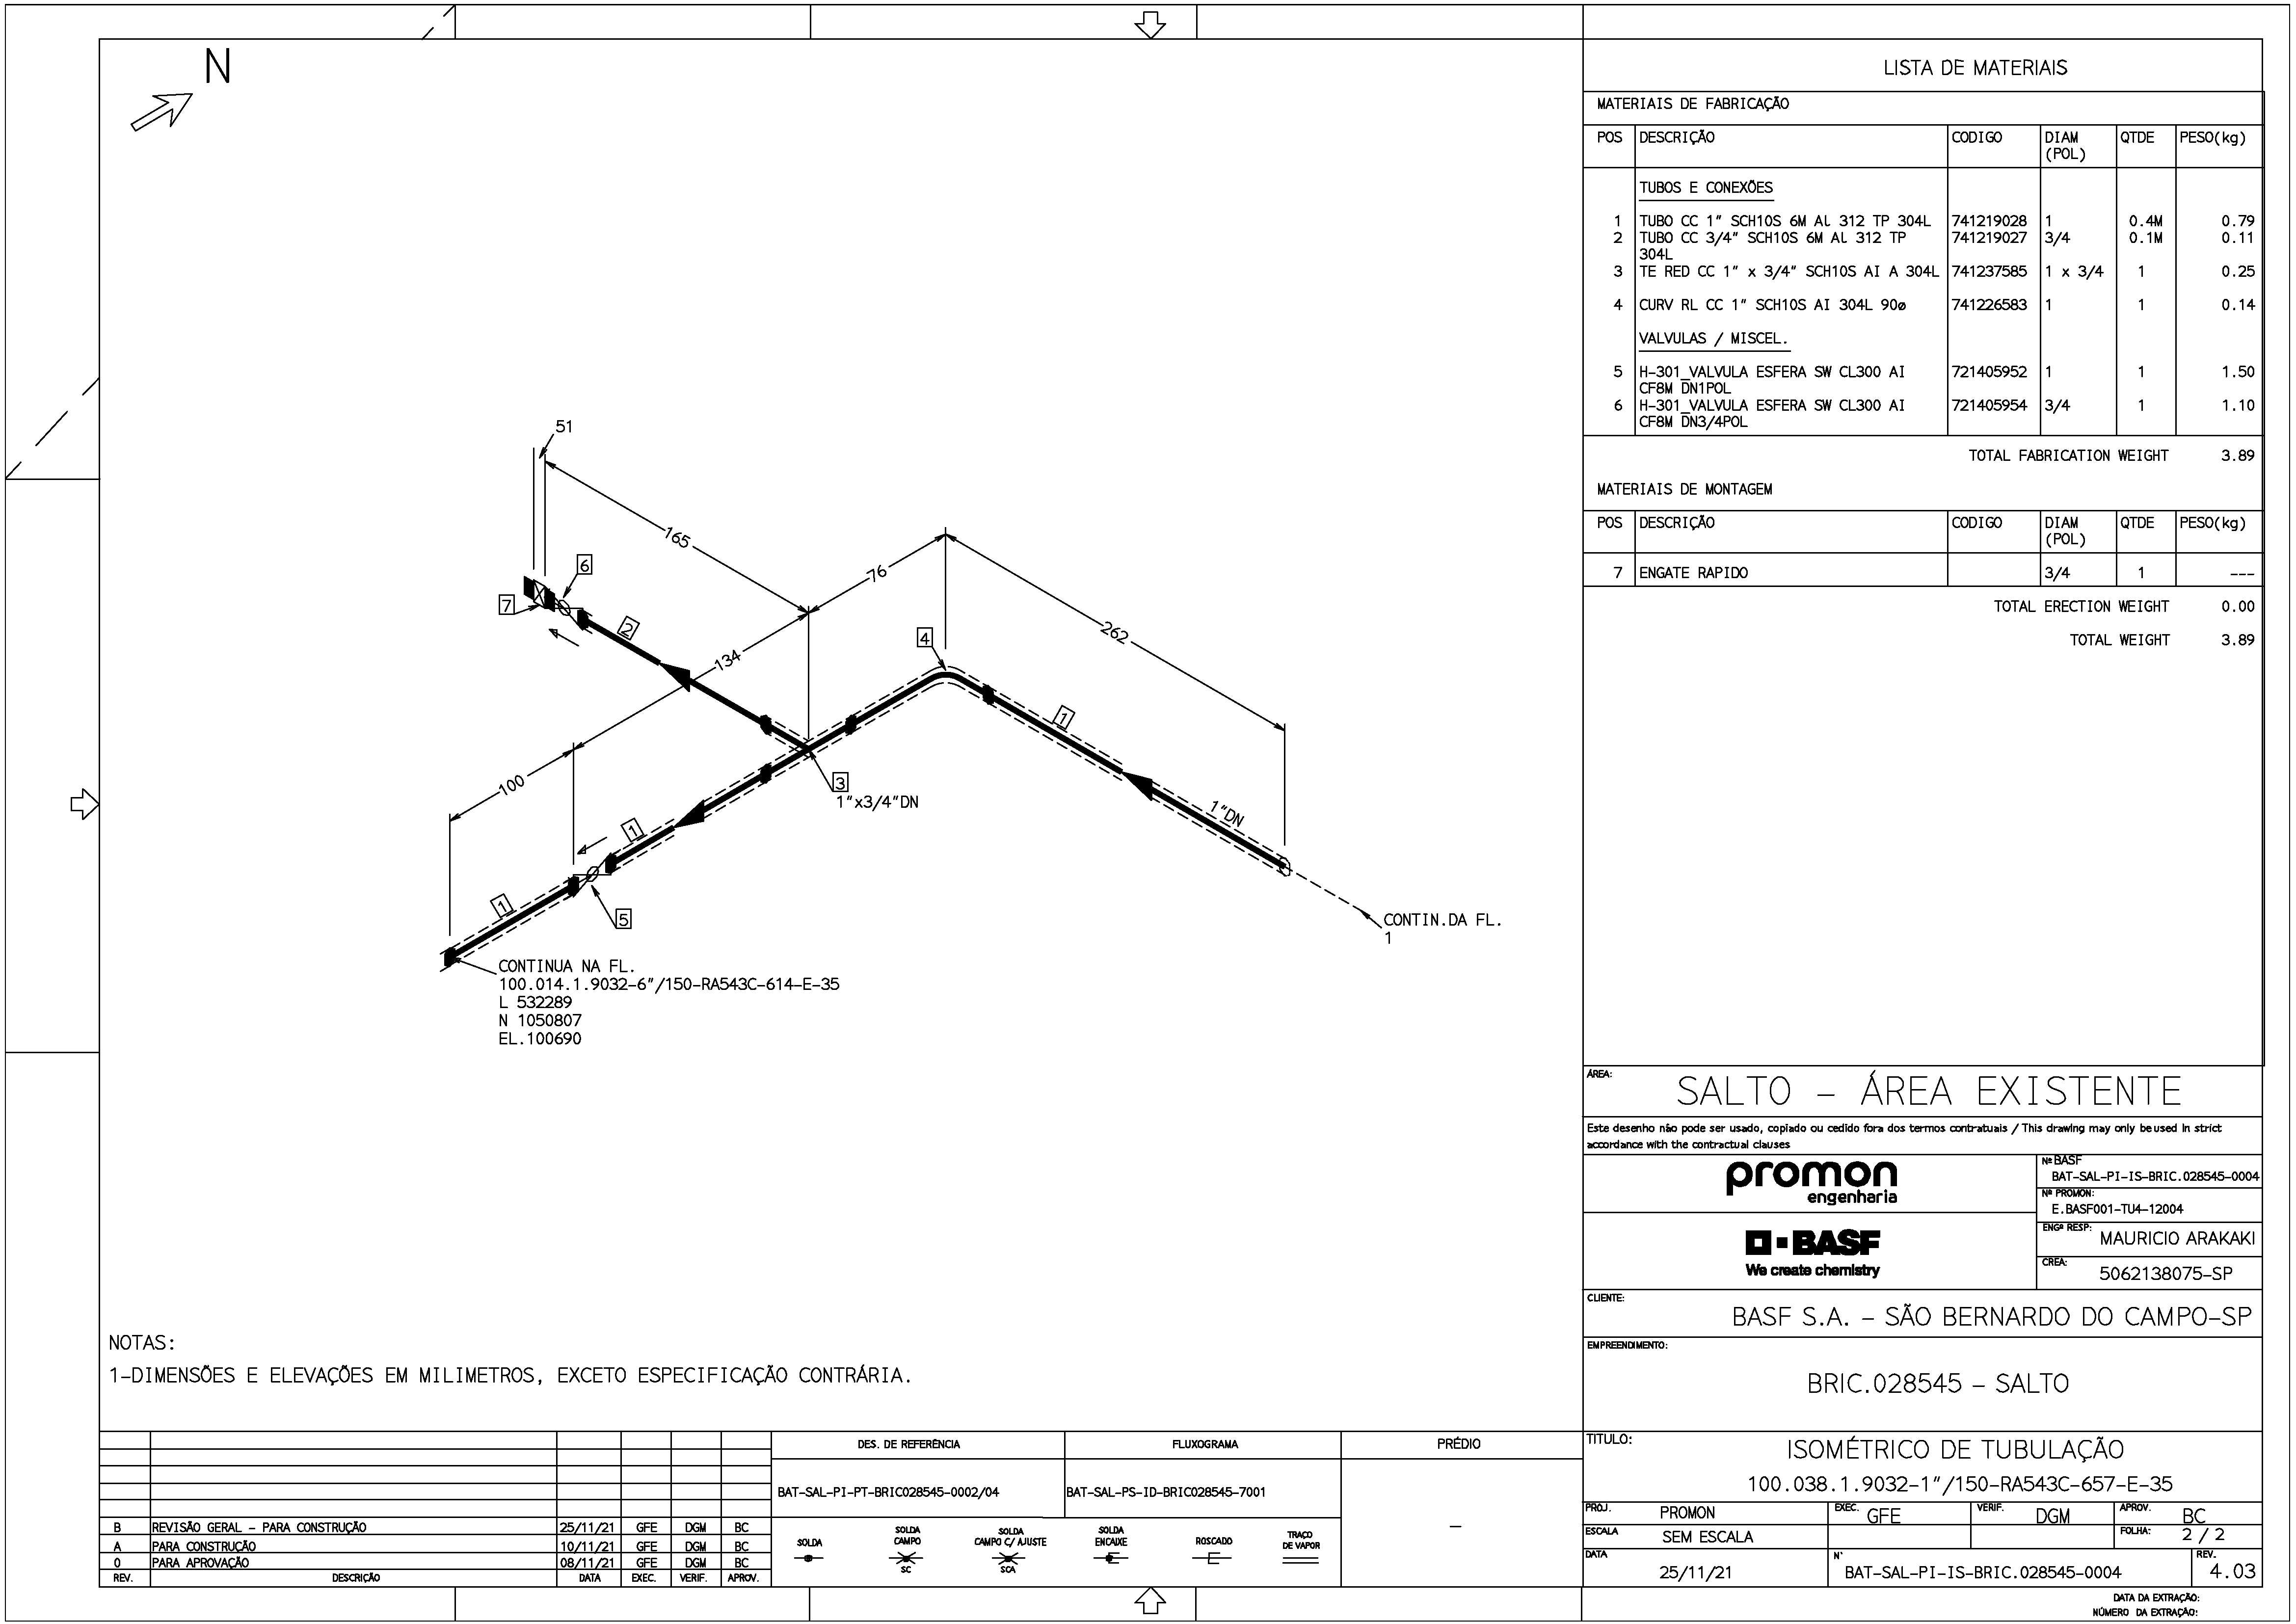 N
51
165
76
262
134
100
6
7
2
4
1
3
1"x3/4"DN
1"DN
1
1
5
CONTIN.DA FL.
1
CONTINUA NA FL.
100.014.1.9032-6"/150-RA543C-614-E-35
L 532289
N 1050807
EL.100690
NOTAS:
1-DIMENSÕES E ELEVAÇÕES EM MILIMETROS, EXCETO ESPECIFICAÇÃO CONTRÁRIA.
LISTA DE MATERIAIS
MATERIAIS DE FABRICAÇÃO
POS DESCRIÇÃO CODIGO DIAM (POL) QTDE PESO(kg)
TUBOS E CONEXÕES
1 TUBO CC 1" SCH10S 6M AL 312 TP 304L 741219028 1 0.4M 0.79
2 TUBO CC 3/4" SCH10S 6M AL 312 TP 741219027 3/4 0.1M 0.11
304L
3 TE RED CC 1" x 3/4" SCH10S AI A 304L 741237585 1 x 3/4 1 0.25
4 CURV RL CC 1" SCH10S AI 304L 90ø 741226583 1 1 0.14
VALVULAS / MISCEL.
5 H-301_VALVULA ESFERA SW CL300 AI 721405952 1 1 1.50
CF8M DN1POL
6 H-301_VALVULA ESFERA SW CL300 AI 721405954 3/4 1 1.10
CF8M DN3/4POL
TOTAL FABRICATION WEIGHT 3.89
MATERIAIS DE MONTAGEM
POS DESCRIÇÃO CODIGO DIAM (POL) QTDE PESO(kg)
7 ENGATE RAPIDO 3/4 1 ---
TOTAL ERECTION WEIGHT 0.00
TOTAL WEIGHT 3.89
ÁREA:
SALTO - ÁREA EXISTENTE
Este desenho não pode ser usado, copiado ou cedido fora dos termos contratuais / This drawing may only be used in strict
accordance with the contractual clauses
promon
engenharia
Nº BASF
BAT-SAL-PI-IS-BRIC.028545-0004
Nº PROMON:
E.BASF001-TU4-12004
BASF
We create chemistry
ENGº RESP:
MAURICIO ARAKAKI
CREA:
5062138075-SP
CLIENTE:
BASF S.A. - SÃO BERNARDO DO CAMPO-SP
EMPREENDIMENTO:
BRIC.028545 - SALTO
TITULO:
ISOMÉTRICO DE TUBULAÇÃO
100.038.1.9032-1"/150-RA543C-657-E-35
PROJ. PROMON EXEC. GFE VERIF. DGM APROV. BC
ESCALA SEM ESCALA FOLHA: 2 / 2
DATA 25/11/21 N° BAT-SAL-PI-IS-BRIC.028545-0004 REV. 4.03
DATA DA EXTRAÇÃO:
NÚMERO DA EXTRAÇÃO:
B REVISÃO GERAL - PARA CONSTRUÇÃO 25/11/21 GFE DGM BC
A PARA CONSTRUÇÃO 10/11/21 GFE DGM BC
0 PARA APROVAÇÃO 08/11/21 GFE DGM BC
REV. DESCRIÇÃO DATA EXEC. VERIF. APROV.
DES. DE REFERÊNCIA FLUXOGRAMA PRÉDIO
BAT-SAL-PI-PT-BRIC028545-0002/04 BAT-SAL-PS-ID-BRIC028545-7001 -
SOLDA
SOLDA CAMPO
SC
SOLDA CAMPO C/ AJUSTE
SCA
SOLDA ENCAIXE
ROSCADO
TRAÇO DE VAPOR